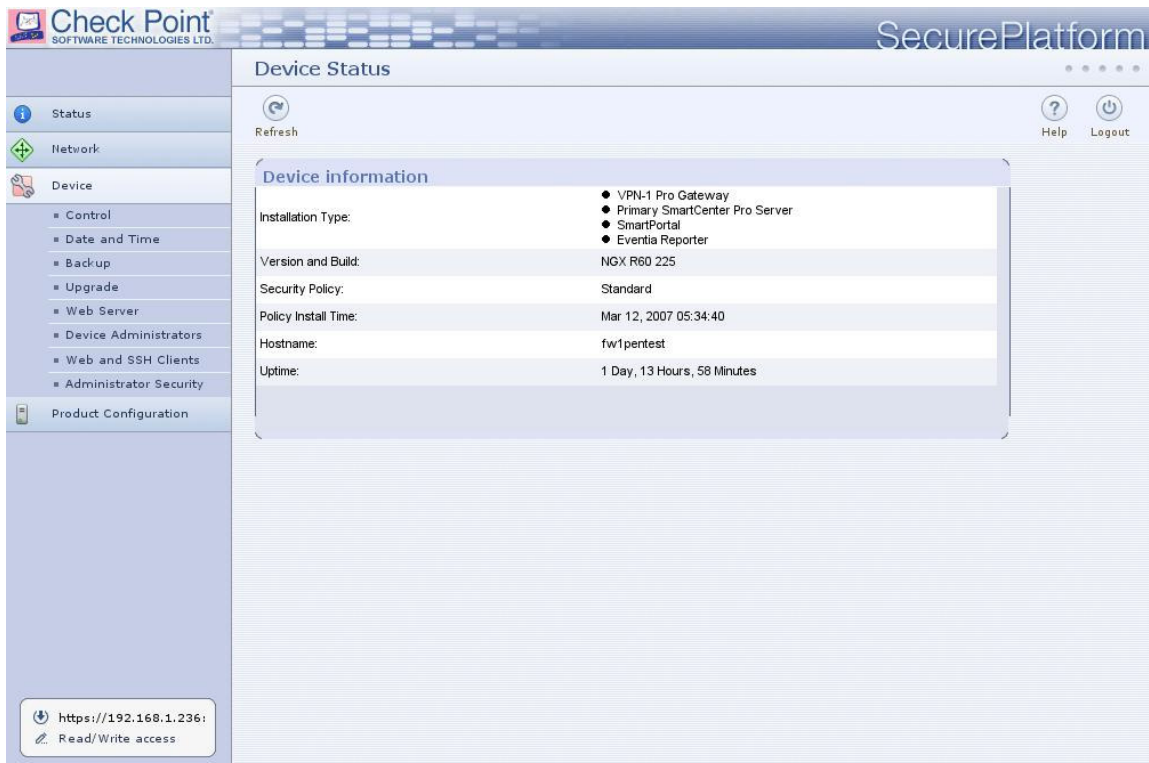 Check Point
SOFTWARE TECHNOLOGIES LTD.
SecurePlatform
Device Status
Status
Network
Device
Control
Date and Time
Backup
Upgrade
Web Server
Device Administrators
Web and SSH Clients
Administrator Security
Product Configuration
Refresh
Help
Logout
Device information
Installation Type:
● VPN-1 Pro Gateway
● Primary SmartCenter Pro Server
● SmartPortal
● Eventia Reporter
Version and Build: NGX R60 225
Security Policy: Standard
Policy Install Time: Mar 12, 2007 05:34:40
Hostname: fw1pentest
Uptime: 1 Day, 13 Hours, 58 Minutes
https://192.168.1.236:
Read/Write access